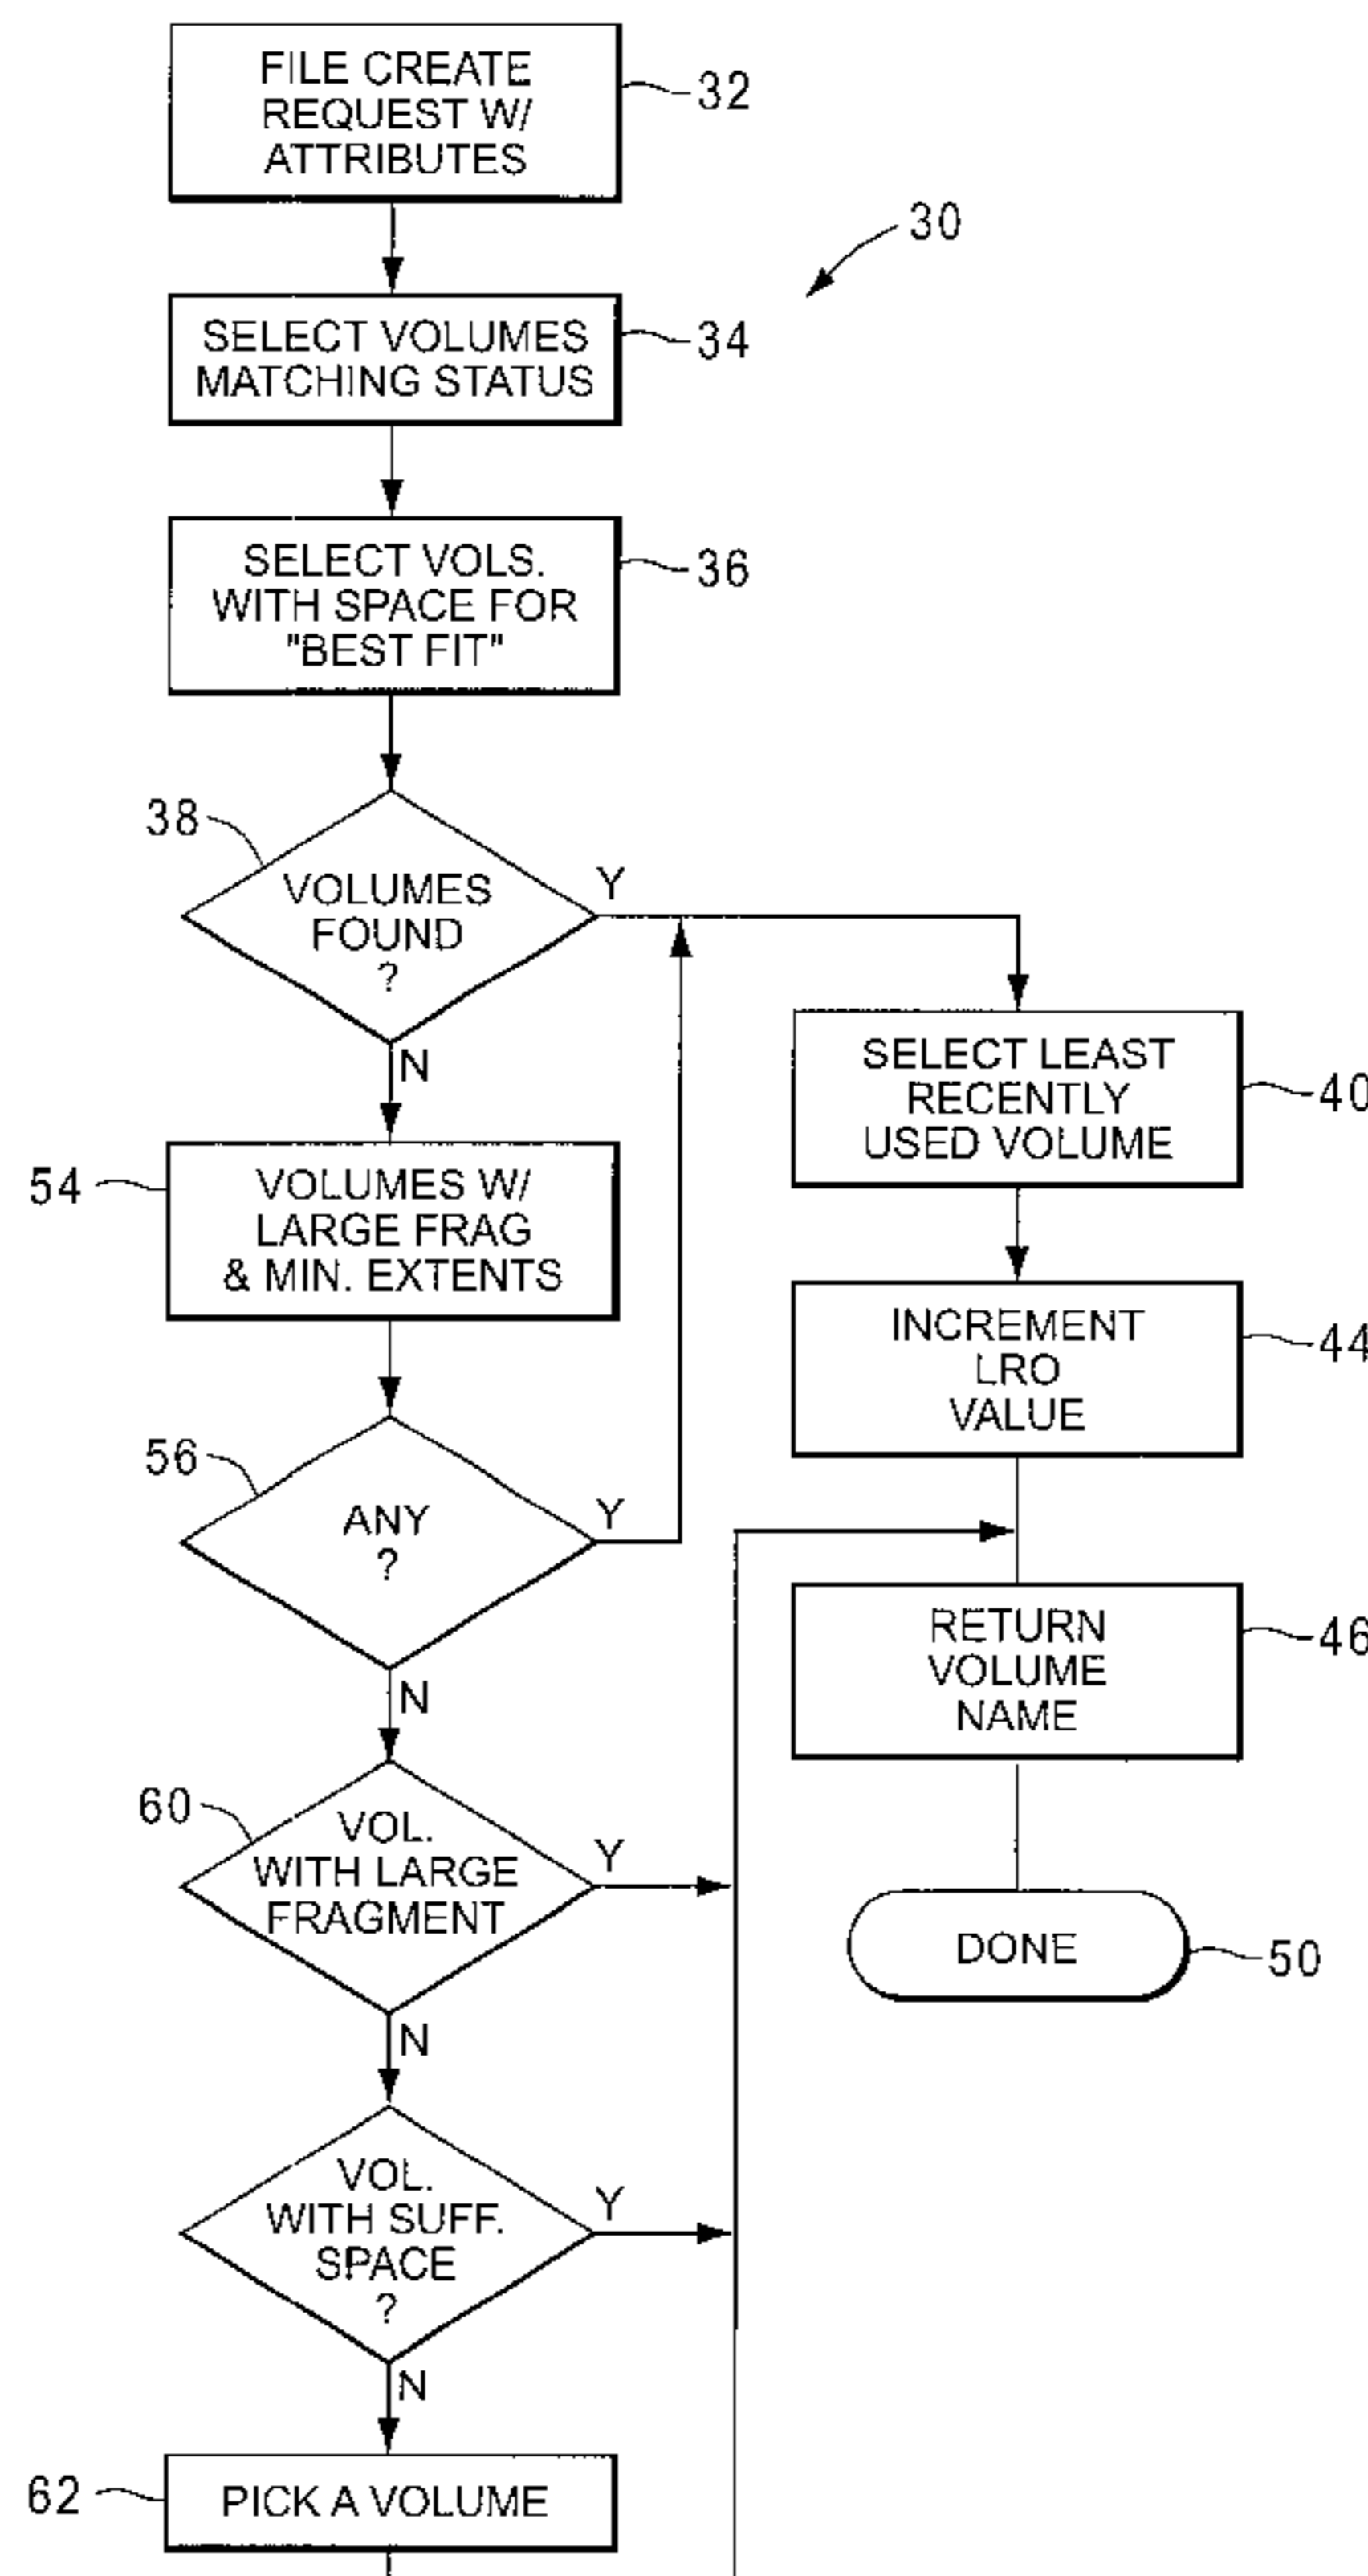 FILE CREATE
REQUEST W/
ATTRIBUTES
32
30
SELECT VOLUMES
MATCHING STATUS
34
SELECT VOLS.
WITH SPACE FOR
"BEST FIT"
36
38
VOLUMES
FOUND
?
Y
N
SELECT LEAST
RECENTLY
USED VOLUME
40
54
VOLUMES W/
LARGE FRAG
& MIN. EXTENTS
INCREMENT
LRO
VALUE
44
56
ANY
?
Y
N
RETURN
VOLUME
NAME
46
60
VOL.
WITH LARGE
FRAGMENT
Y
N
DONE
50
VOL.
WITH SUFF.
SPACE
?
Y
N
62
PICK A VOLUME